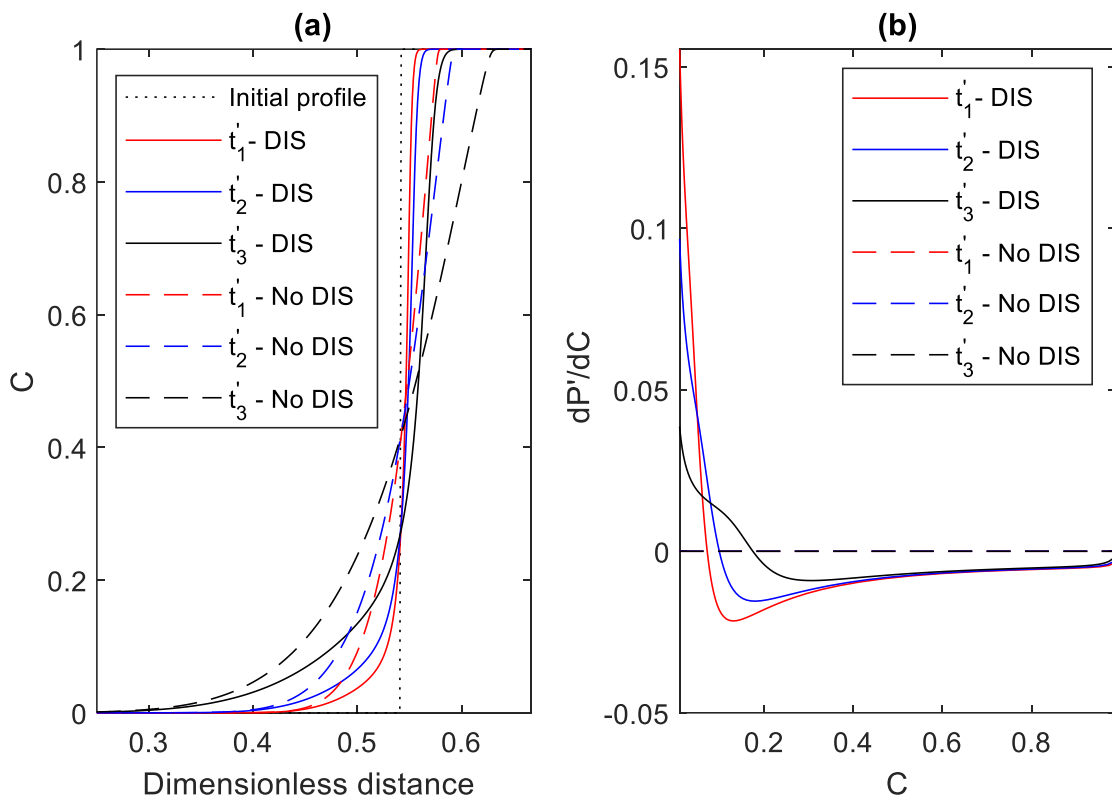 (a)
1
0.8
0.6
0.4
0.2
0
C
0.3
0.4
0.5
0.6
Dimensionless distance
Initial profile
t'1- DIS
t'2 - DIS
t'3 - DIS
t'1 - No DIS
t'2 - No DIS
t'3 - No DIS
(b)
0.15
0.1
0.05
0
-0.05
dP'/dC
0.2
0.4
0.6
0.8
C
t'1- DIS
t'2 - DIS
t'3 - DIS
t'1 - No DIS
t'2 - No DIS
t'3 - No DIS